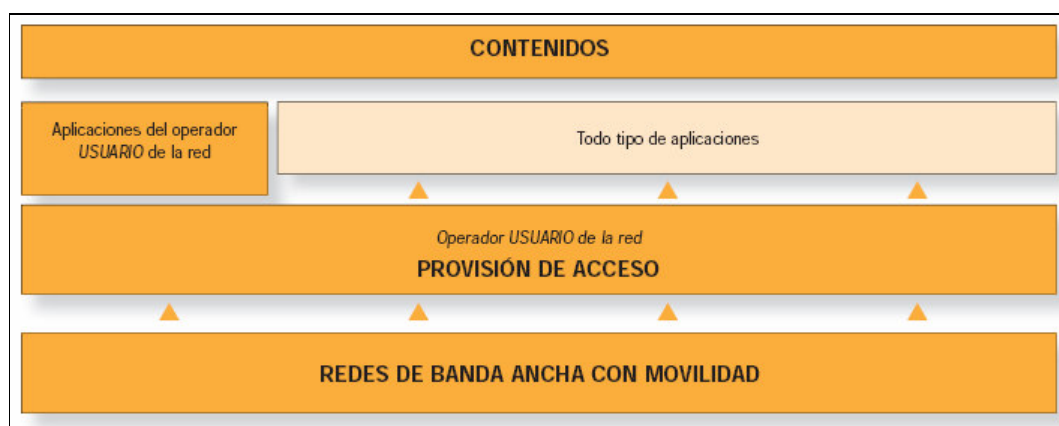 CONTENIDOS
Aplicaciones del operador
USUARIO de la red
Todo tipo de aplicaciones
Operador USUARIO de la red
PROVISIÓN DE ACCESO
REDES DE BANDA ANCHA CON MOVILIDAD